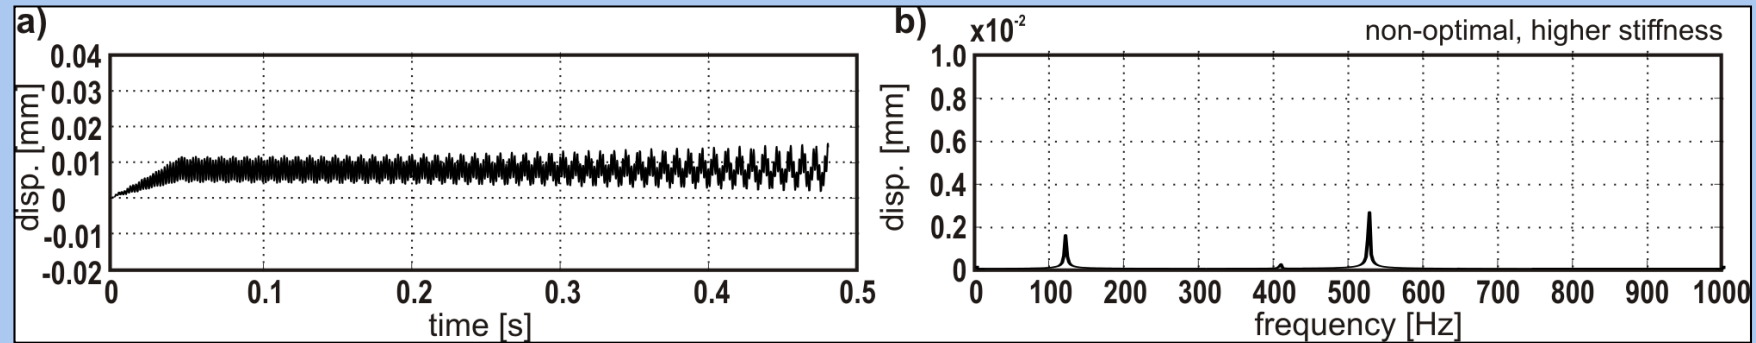 a)
disp. [mm]
0.04
0.03
0.02
0.01
0
-0.01
-0.02
0 0.1 0.2 0.3 0.4 0.5
time [s]
b)
x10-2
non-optimal, higher stiffness
disp. [mm]
1.0
0.8
0.6
0.4
0.2
0
0 100 200 300 400 500 600 700 800 900 1000
frequency [Hz]